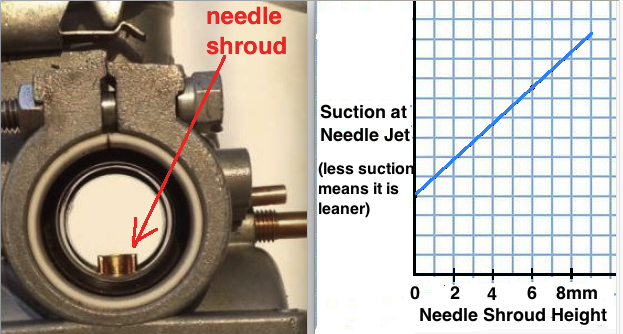 needle
shroud
Suction at
Needle Jet
(less suction
means it is
leaner)
0 2 4 6 8mm
Needle Shroud Height